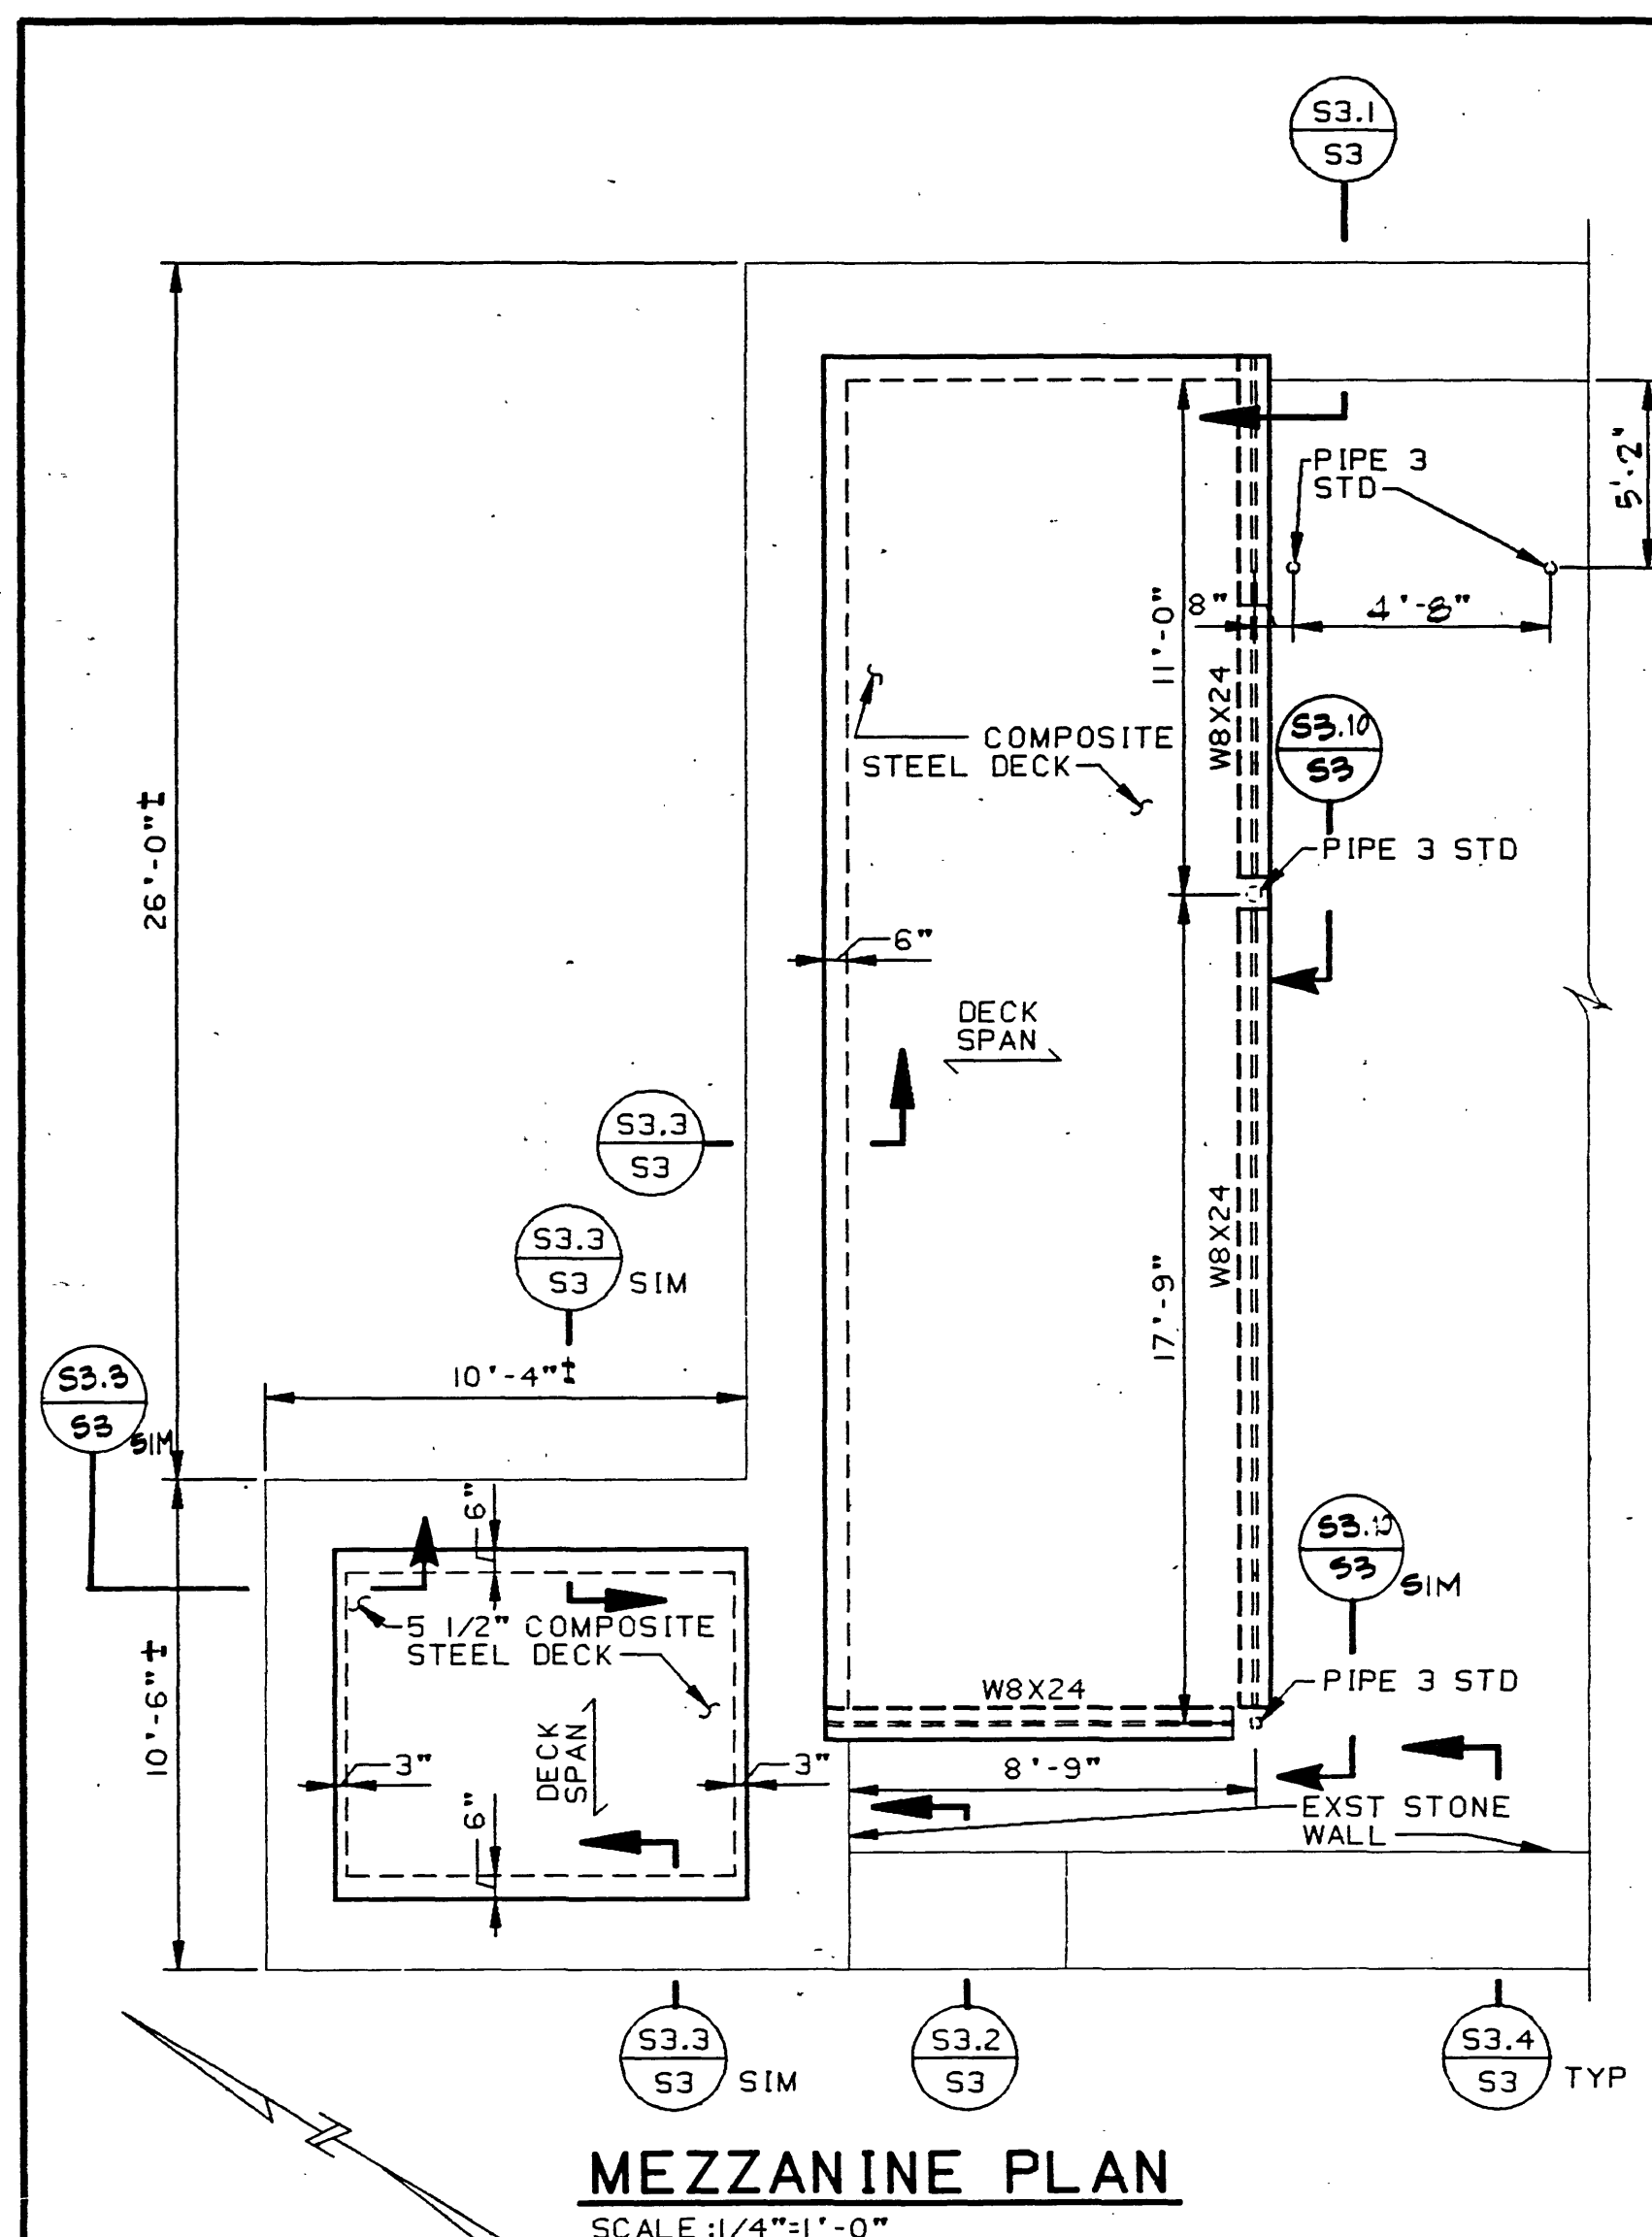 S3.1
S3
5'-2"
PIPE 3
STD
11'-0"
8"
4'-8"
W8X24
COMPOSITE
STEEL DECK
S3.10
S3
26'-0"±
PIPE 3 STD
6"
DECK
SPAN
S3.3
S3
W8X24
S3.3
S3 SIM
17'-9"
10'-4"±
S3.3
S3
SIM
6"
S3.10
S3
SIM
5 1/2" COMPOSITE
STEEL DECK
10'-6"±
W8X24
PIPE 3 STD
DECK
SPAN
3"
3"
8'-9"
6"
EXST STONE
WALL
S3.3
S3 SIM
S3.2
S3
S3.4
S3 TYP
MEZZANINE PLAN
SCALE:1/4"=1'-0"